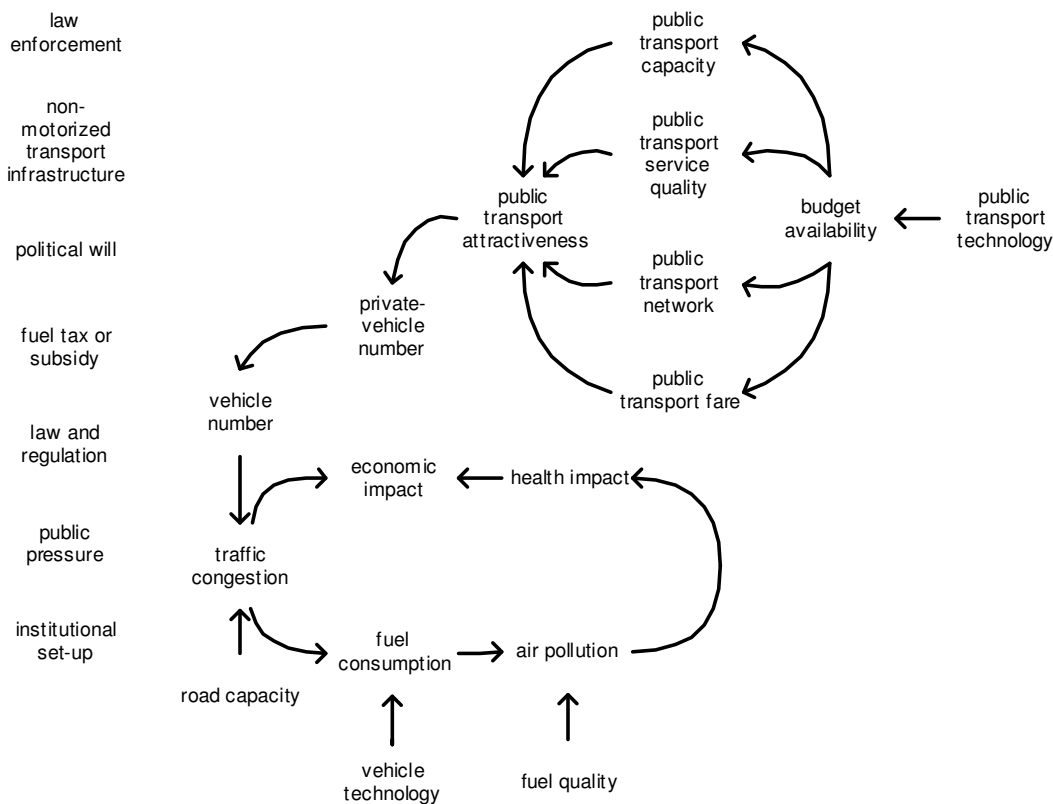 law
enforcement
non-
motorized
transport
infrastructure
political will
fuel tax or
subsidy
law and
regulation
public
pressure
institutional
set-up
public
transport
capacity
public
transport
service
quality
public
transport
attractiveness
budget
availability
public
transport
technology
public
transport
network
private-
vehicle
number
public
transport fare
vehicle
number
economic
impact
health impact
traffic
congestion
fuel
consumption
air pollution
road capacity
vehicle
technology
fuel quality